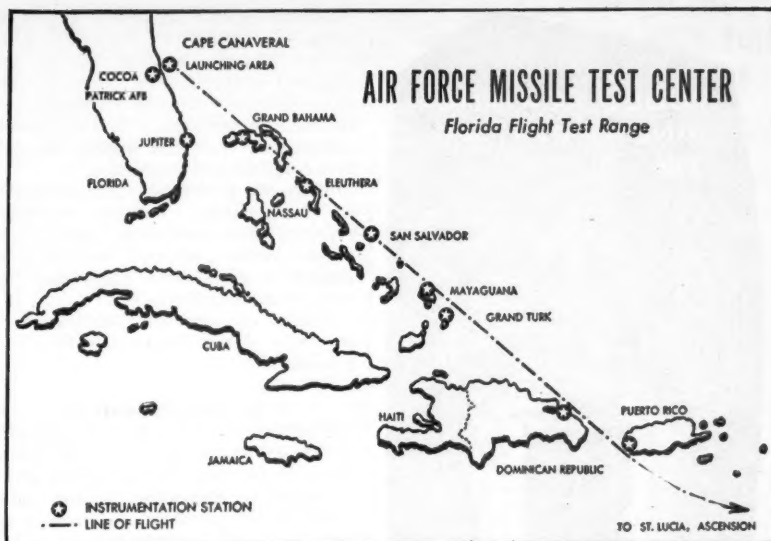 AIR FORCE MISSILE TEST CENTER
Florida Flight Test Range
CAPE CANAVERAL
LAUNCHING AREA
COCOA
PATRICK AFB
GRAND BAHAMA
JUPITER
ELEUTHERA
FLORIDA
NASSAU
SAN SALVADOR
MAYAGUANA
GRAND TURK
CUBA
HAITI
PUERTO RICO
JAMAICA
DOMINICAN REPUBLIC
INSTRUMENTATION STATION
LINE OF FLIGHT
TO ST. LUCIA, ASCENSION